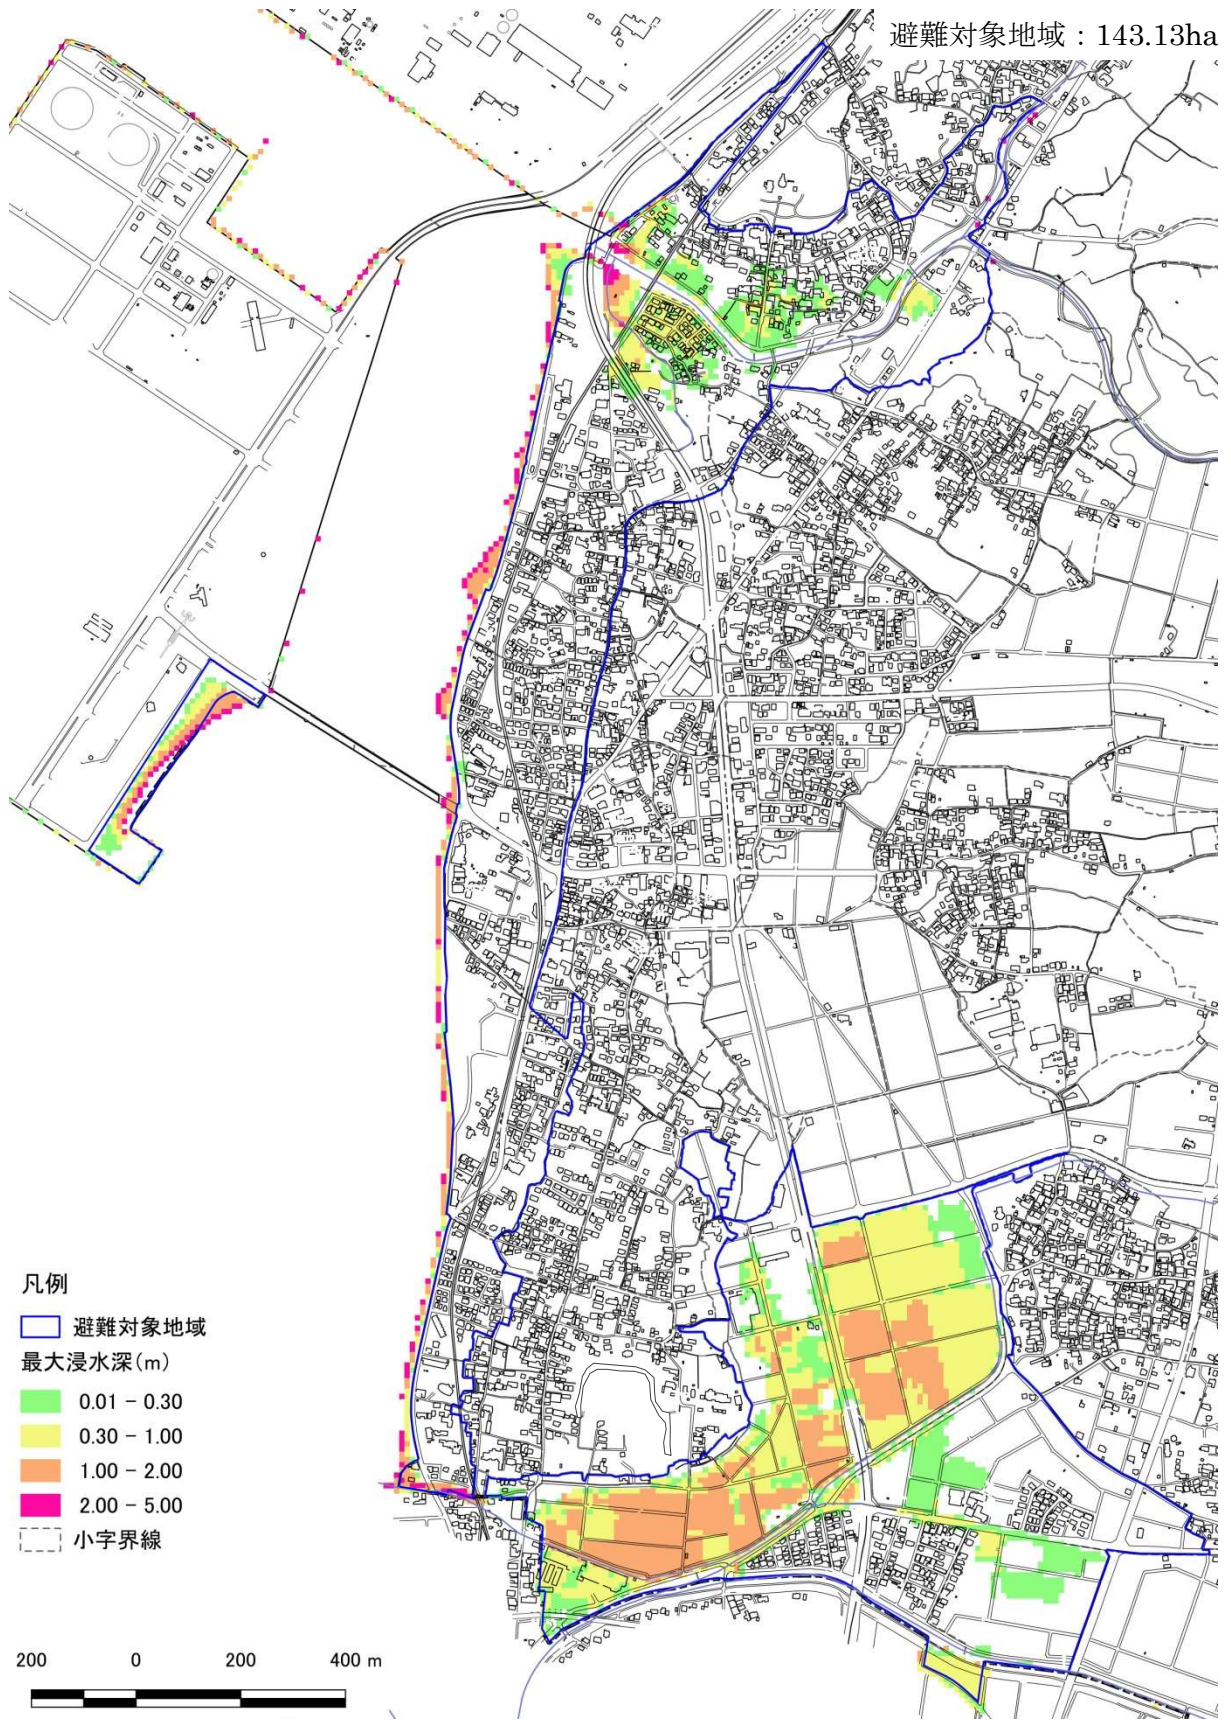 避難対象地域：143.13ha
凡例
避難対象地域
最大浸水深(m)
0.01 - 0.30
0.30 - 1.00
1.00 - 2.00
2.00 - 5.00
小字界線
200 0 200 400 m